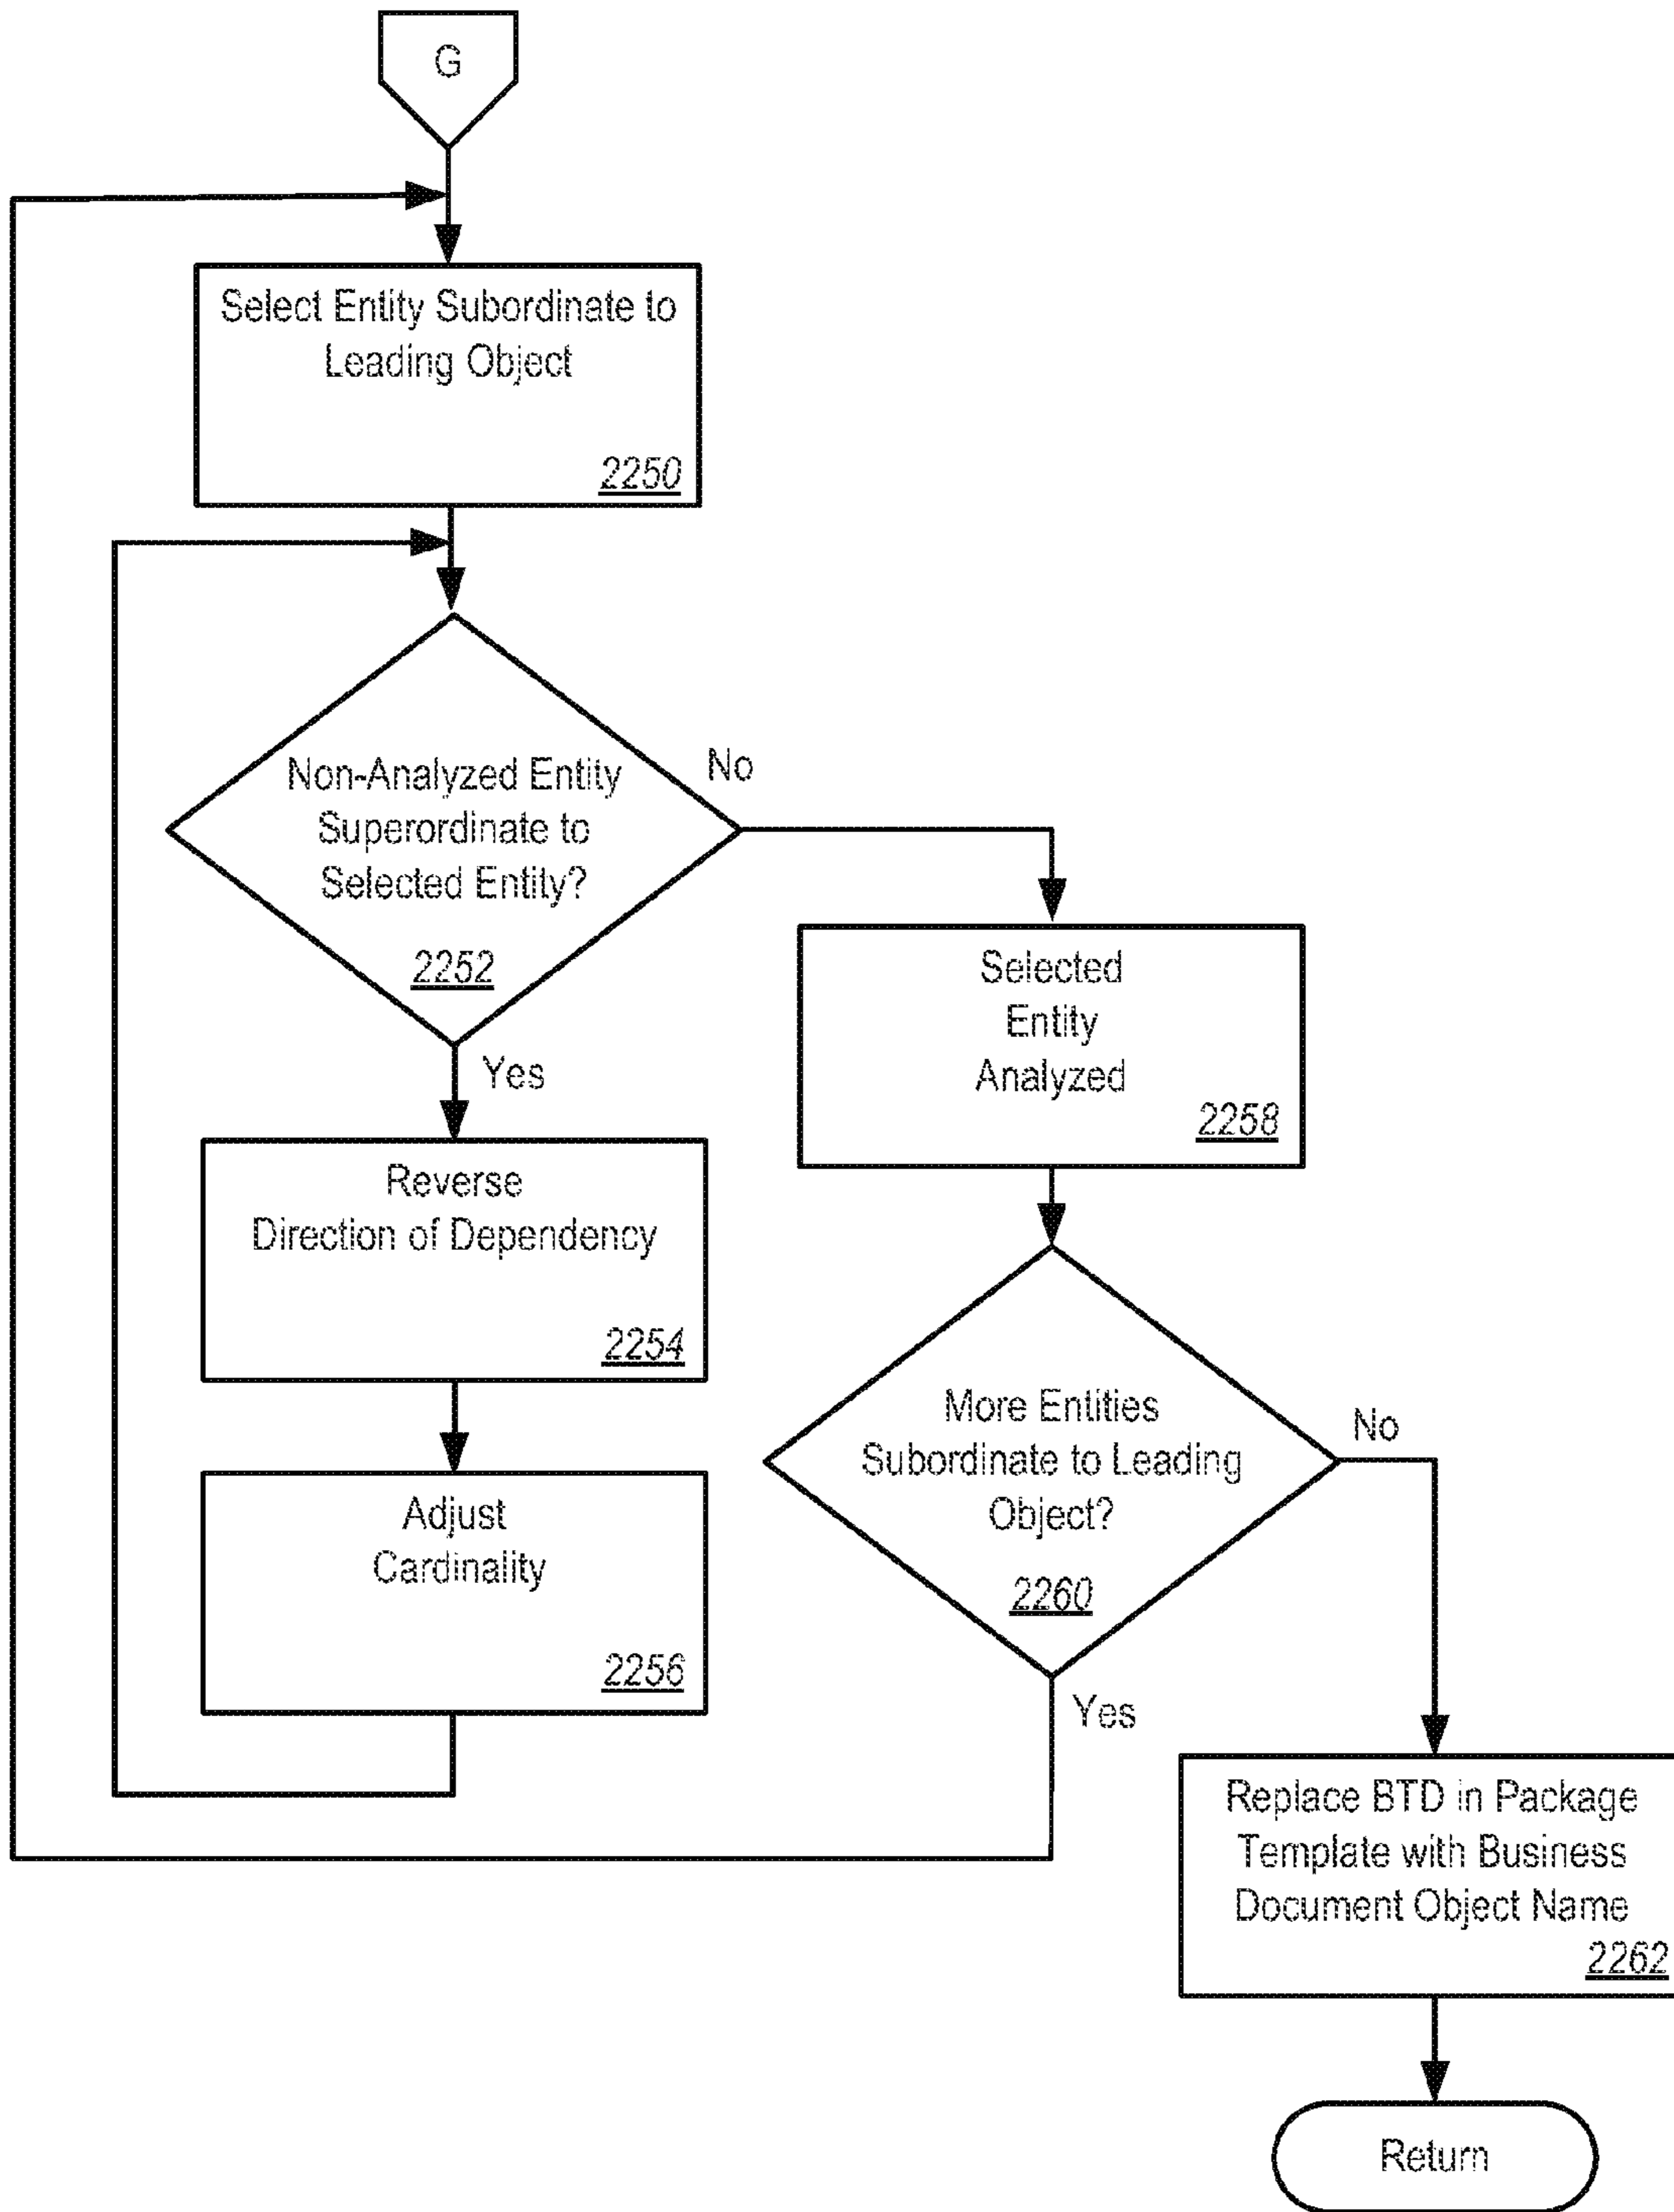 G
Select Entity Subordinate to
Leading Object
2250
Non-Analyzed Entity
Superordinate to
Selected Entity?
2252
No
Yes
Reverse
Direction of Dependency
2254
Adjust
Cardinality
2256
Selected
Entity
Analyzed
2258
More Entities
Subordinate to Leading
Object?
2260
No
Yes
Replace BTD in Package
Template with Business
Document Object Name
2262
Return